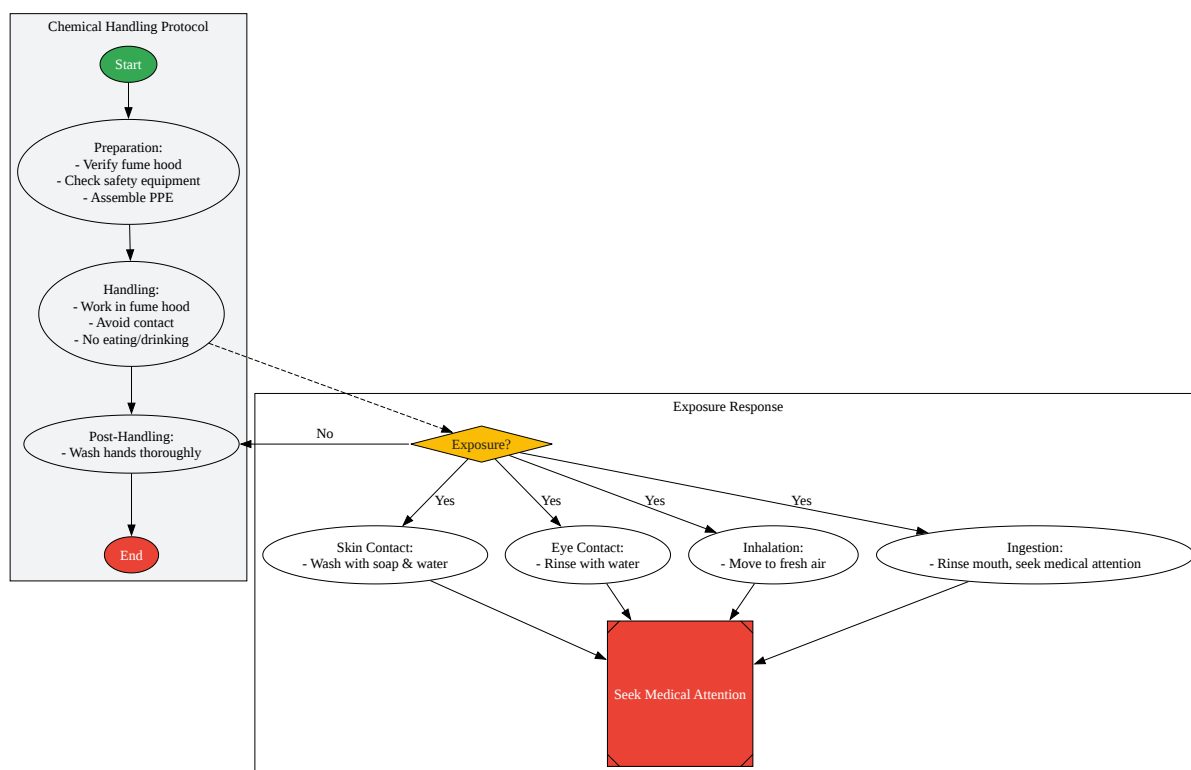 Chemical Handling Protocol
Start
Preparation:
- Verify fume hood
- Check safety equipment
- Assemble PPE
Handling:
- Work in fume hood
- Avoid contact
- No eating/drinking
Post-Handling:
- Wash hands thoroughly
End
Exposure Response
No
Exposure?
Yes
Yes
Yes
Yes
Skin Contact:
- Wash with soap & water
Eye Contact:
- Rinse with water
Inhalation:
- Move to fresh air
Ingestion:
- Rinse mouth, seek medical attention
Seek Medical Attention